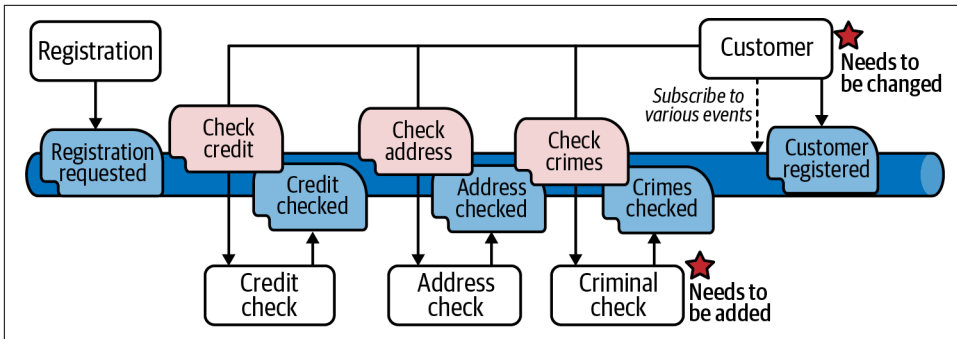 Registration
Customer
Needs to
be changed
Subscribe to
various events
Check
credit
Check
address
Check
crimes
Registration
requested
Credit
checked
Address
checked
Crimes
checked
Customer
registered
Credit
check
Address
check
Criminal
check
Needs to
be added